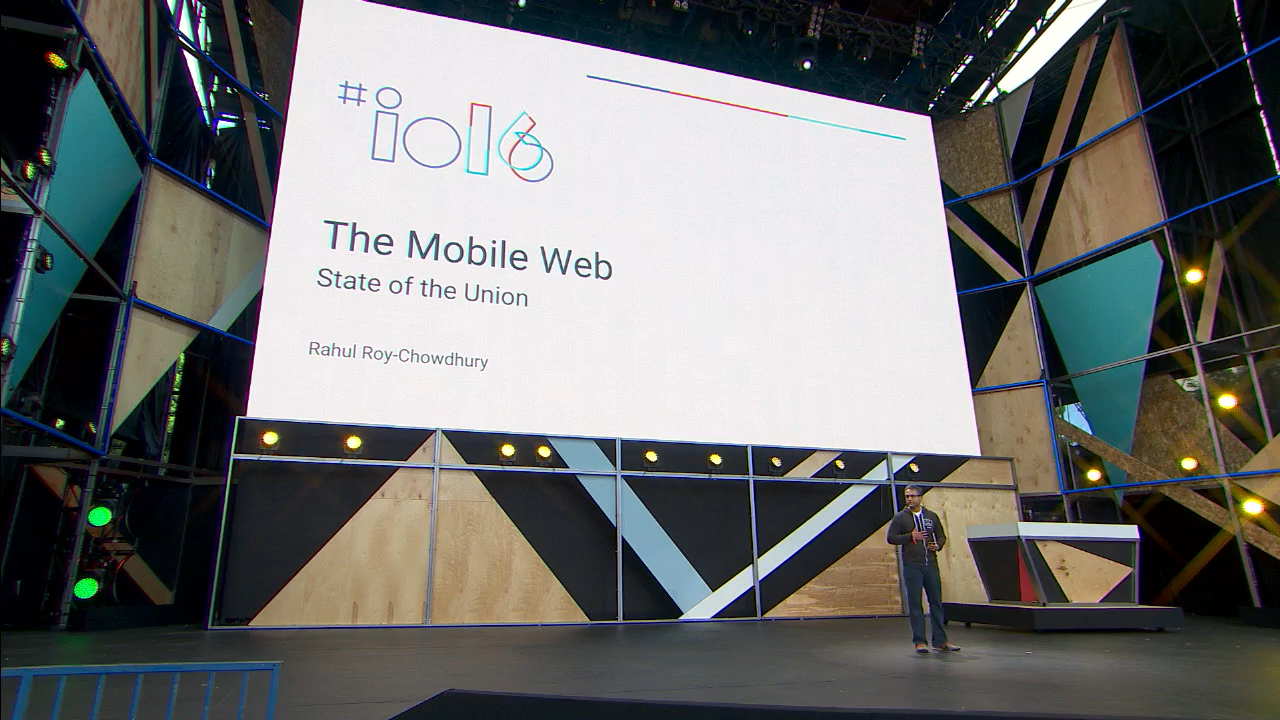 #io16
The Mobile Web
State of the Union
Rahul Roy-Chowdhury